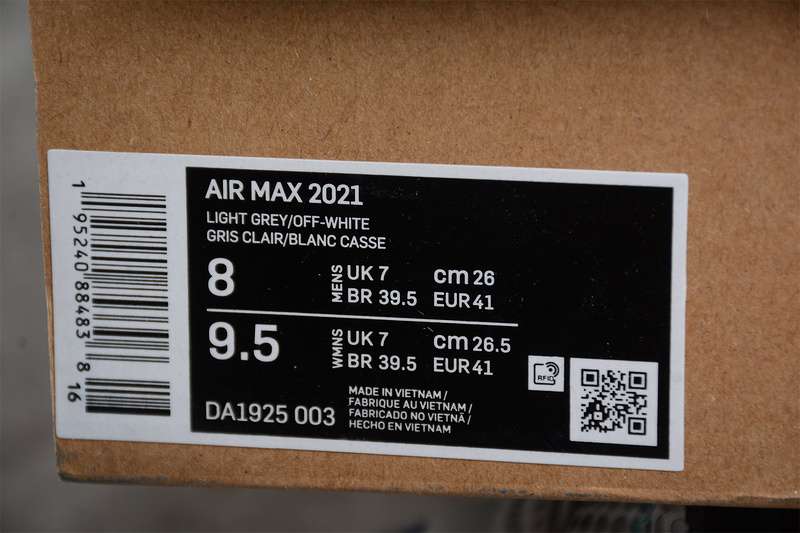 AIR MAX 2021
LIGHT GREY/OFF-WHITE
GRIS CLAIR/BLANC CASSE
8
MENS
UK 7 cm 26
BR 39.5 EUR 41
9.5
WMNS
UK 7 cm 26.5
BR 39.5 EUR 41
DA1925 003
MADE IN VIETNAM /
FABRIQUE AU VIETNAM /
FABRICADO NO VIETNÃ /
HECHO EN VIETNAM
RFID
1 95240 88483 8 16